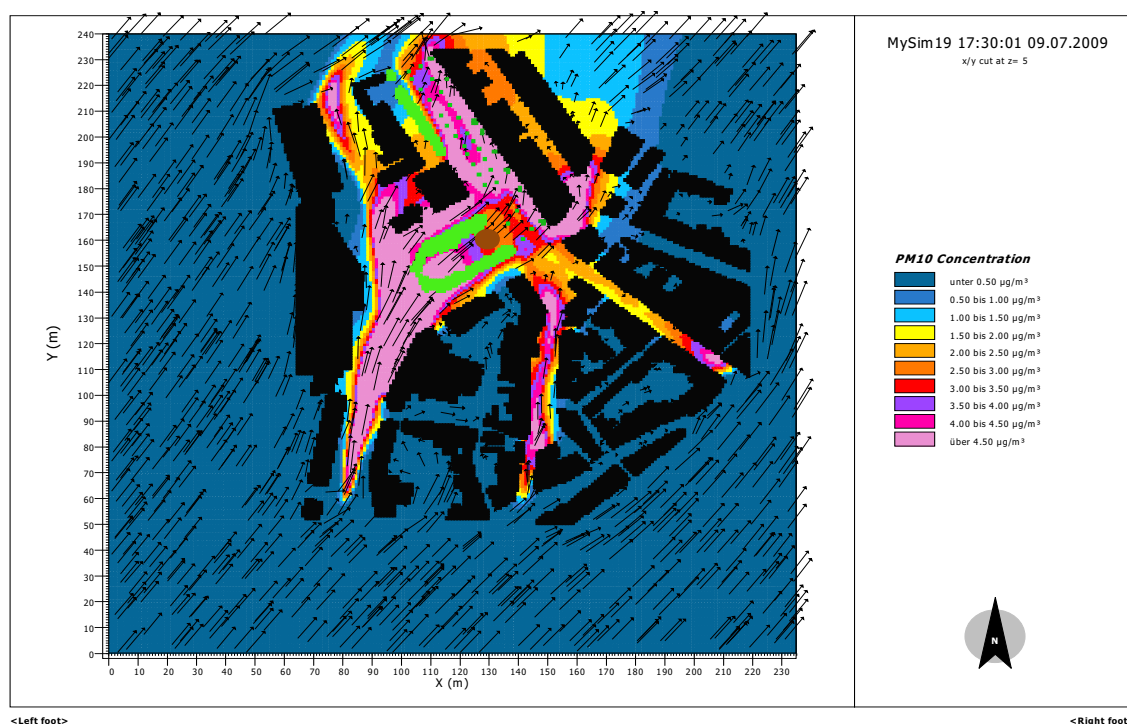 MySim19 17:30:01 09.07.2009
x/y cut at z= 5
240
230
220
210
200
190
180
170
160
150
140
130
120
110
100
90
80
70
60
50
40
30
20
10
0
Y (m)
0 10 20 30 40 50 60 70 80 90 100 110 120 130 140 150 160 170 180 190 200 210 220 230
X (m)
PM10 Concentration
unter 0.50 µg/m³
0.50 bis 1.00 µg/m³
1.00 bis 1.50 µg/m³
1.50 bis 2.00 µg/m³
2.00 bis 2.50 µg/m³
2.50 bis 3.00 µg/m³
3.00 bis 3.50 µg/m³
3.50 bis 4.00 µg/m³
4.00 bis 4.50 µg/m³
über 4.50 µg/m³
N
<Left foot>
<Right foot